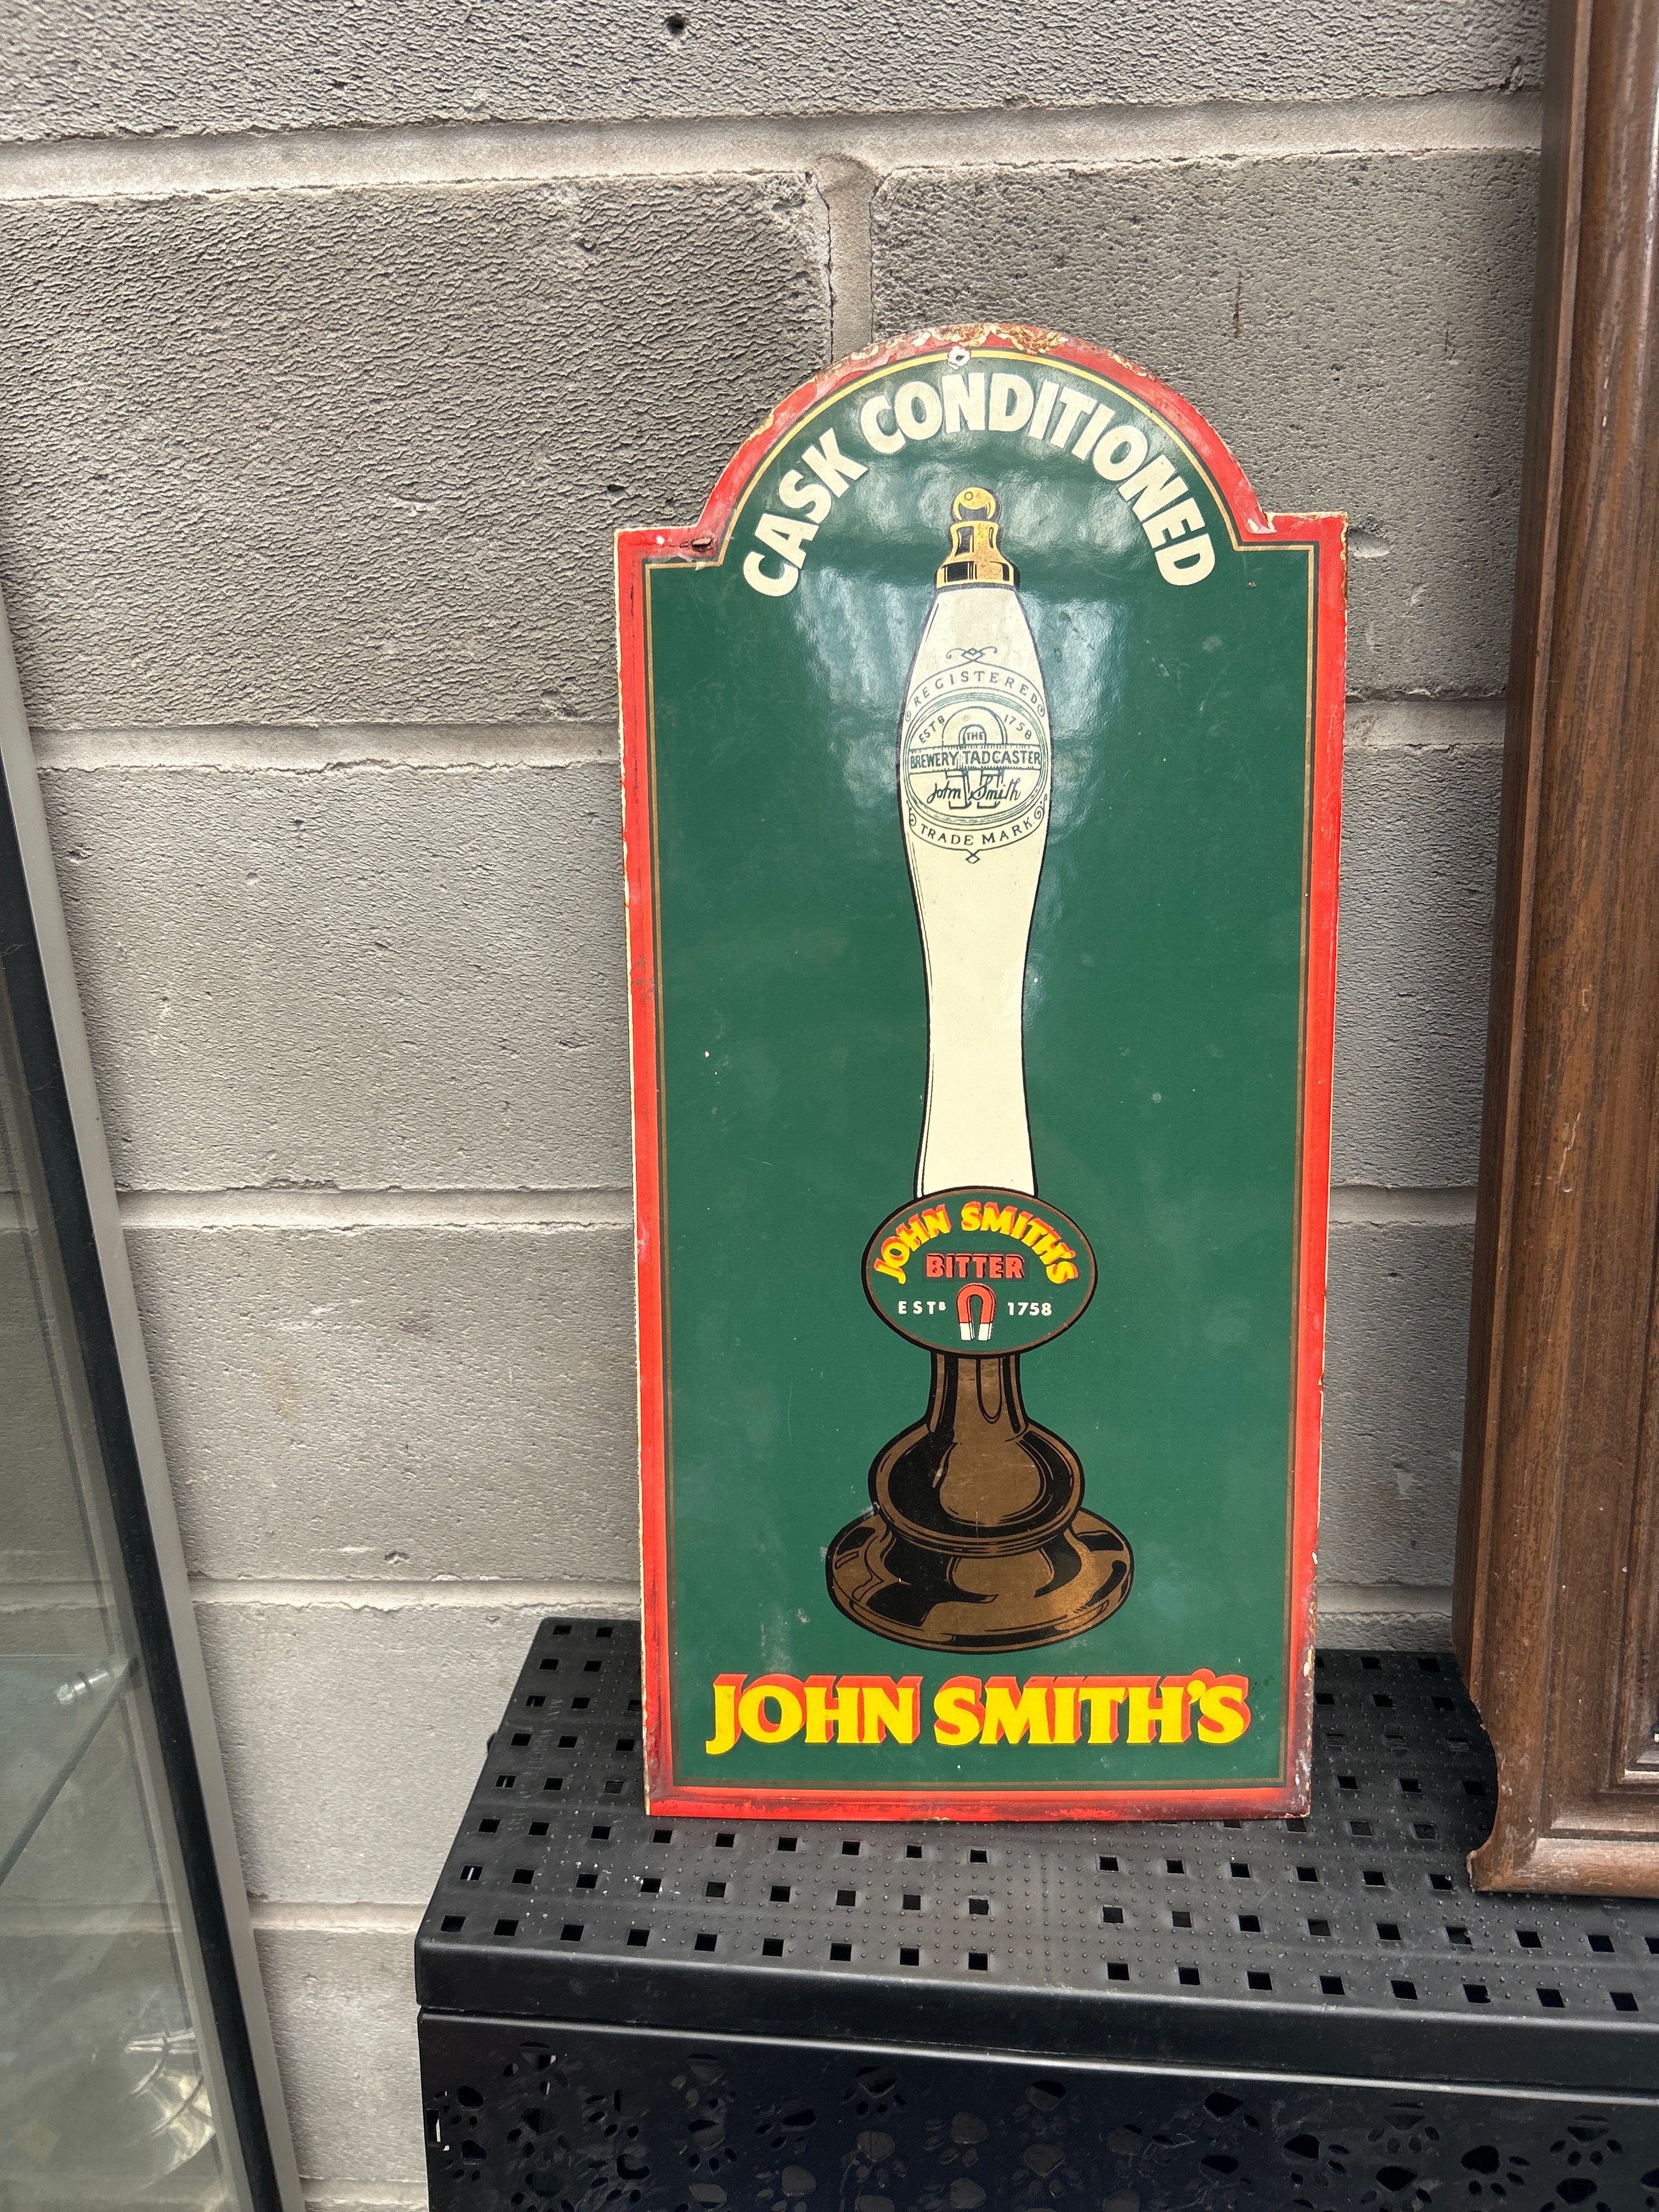 CASK CONDITIONED
REGISTERED
ESTB 1758
THE
BREWERY TADCASTER
John Smith
TRADE MARK
JOHN SMITH'S
BITTER
ESTB 1758
JOHN SMITH'S